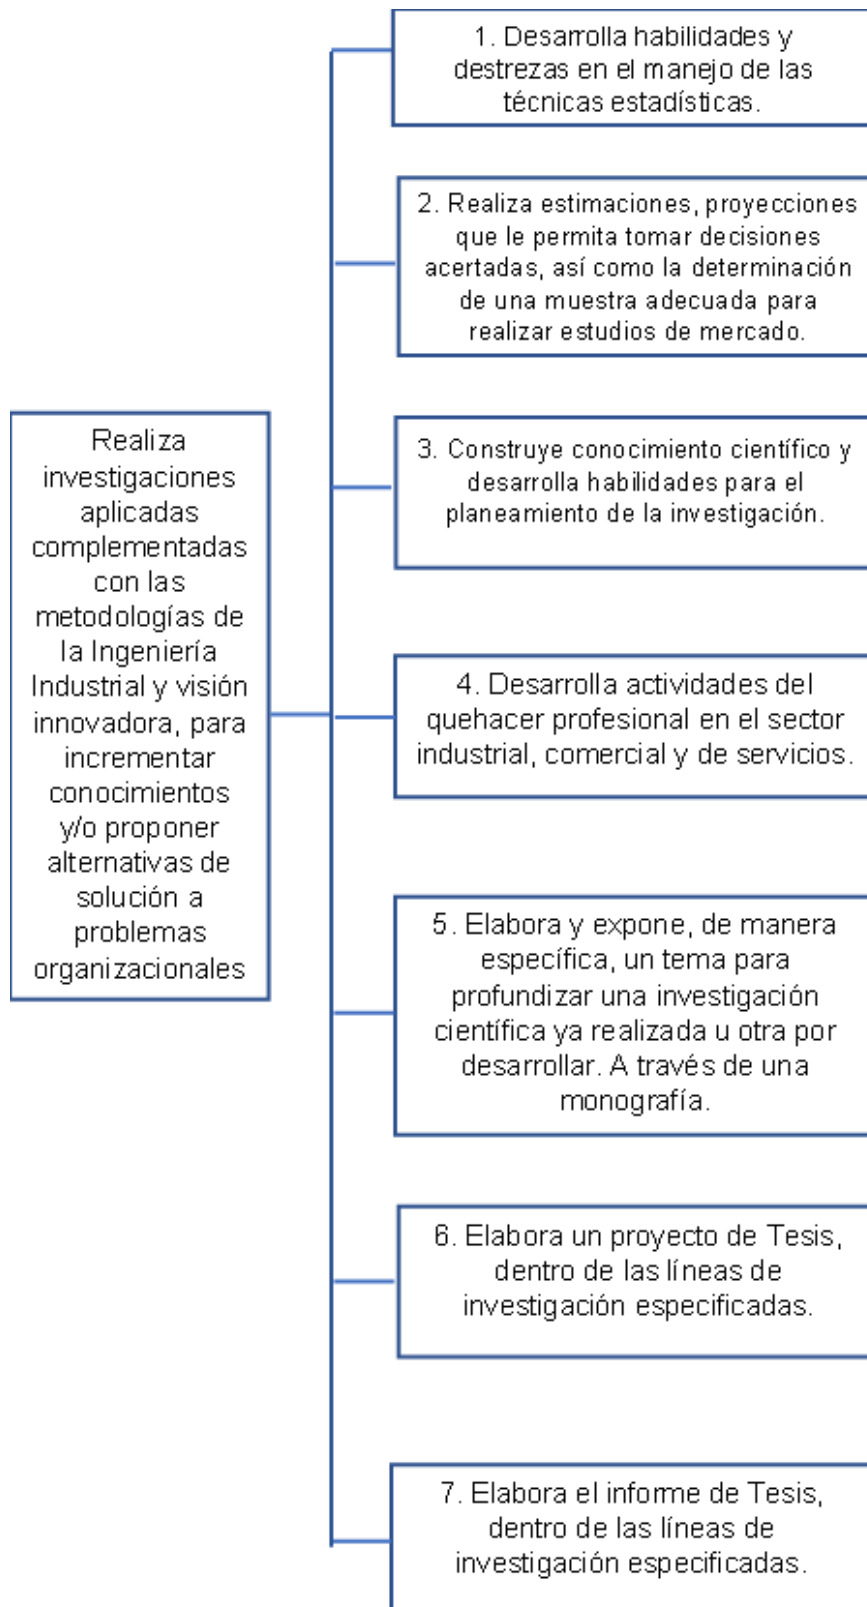 1. Desarrolla habilidades y
destrezas en el manejo de las
técnicas estadísticas.
2. Realiza estimaciones, proyecciones
que le permita tomar decisiones
acertadas, así como la determinación
de una muestra adecuada para
realizar estudios de mercado.
Realiza
investigaciones
aplicadas
complementadas
con las
metodologías de
la Ingeniería
Industrial y visión
innovadora, para
incrementar
conocimientos
y/o proponer
alternativas de
solución a
problemas
organizacionales
3. Construye conocimiento científico y
desarrolla habilidades para el
planeamiento de la investigación.
4. Desarrolla actividades del
quehacer profesional en el sector
industrial, comercial y de servicios.
5. Elabora y expone, de manera
específica, un tema para
profundizar una investigación
científica ya realizada u otra por
desarrollar. A través de una
monografía.
6. Elabora un proyecto de Tesis,
dentro de las líneas de
investigación especificadas.
7. Elabora el informe de Tesis,
dentro de las líneas de
investigación especificadas.